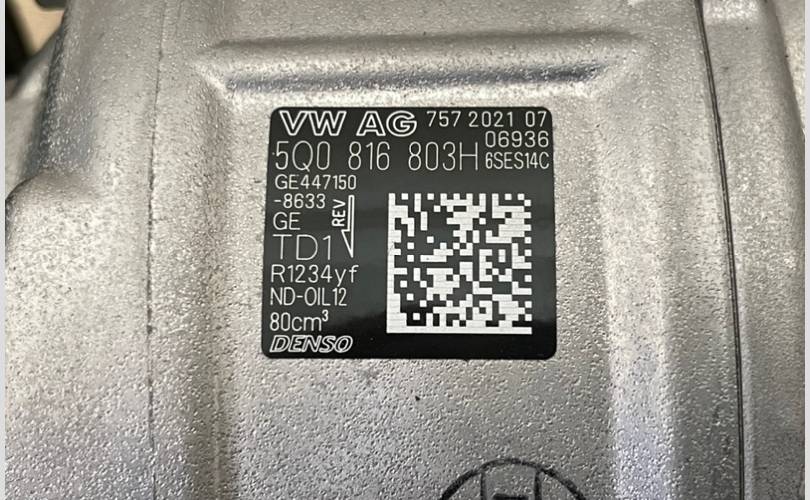 VW AG 757 2021 07
06936
5Q0 816 803H 6SES14C
GE447150
-8633
GE
REV
TD1
R1234yf
ND-OIL12
80cm³
DENSO